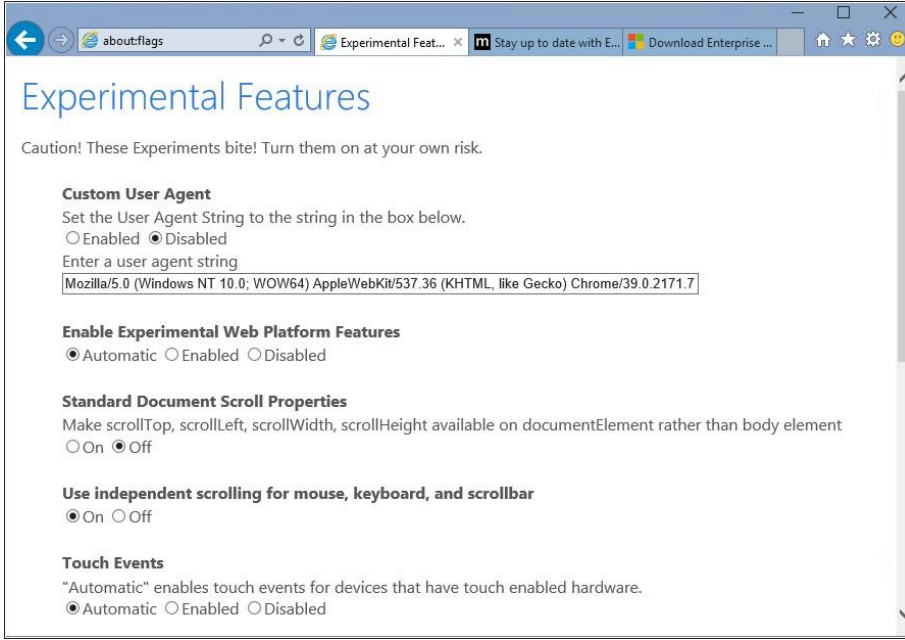 about:flags
Experimental Feat...
Stay up to date with E...
Download Enterprise ...
Experimental Features
Caution! These Experiments bite! Turn them on at your own risk.
Custom User Agent
Set the User Agent String to the string in the box below.
Enabled Disabled
Enter a user agent string
Mozilla/5.0 (Windows NT 10.0; WOW64) AppleWebKit/537.36 (KHTML, like Gecko) Chrome/39.0.2171.7
Enable Experimental Web Platform Features
Automatic Enabled Disabled
Standard Document Scroll Properties
Make scrollTop, scrollLeft, scrollWidth, scrollHeight available on documentElement rather than body element
On Off
Use independent scrolling for mouse, keyboard, and scrollbar
On Off
Touch Events
"Automatic" enables touch events for devices that have touch enabled hardware.
Automatic Enabled Disabled